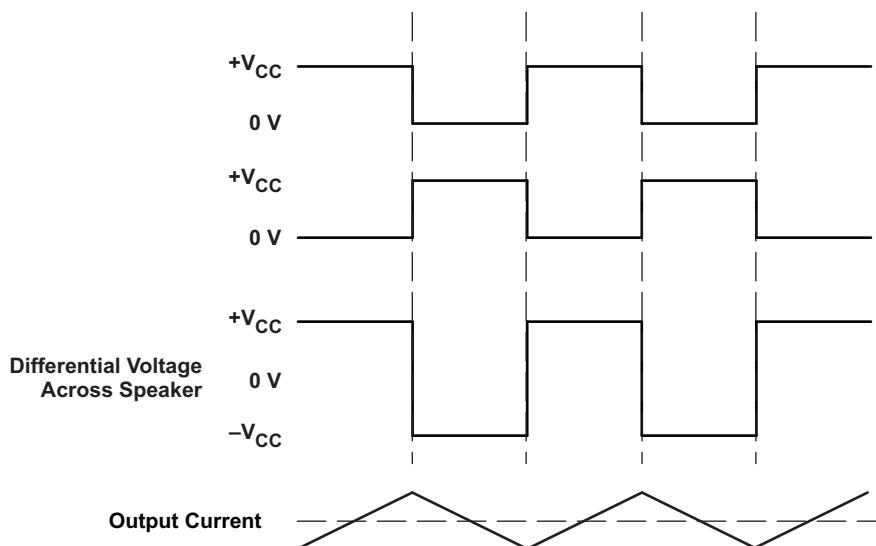 +VCC
0 V
+VCC
0 V
+VCC
Differential Voltage
Across Speaker
0 V
–VCC
Output Current